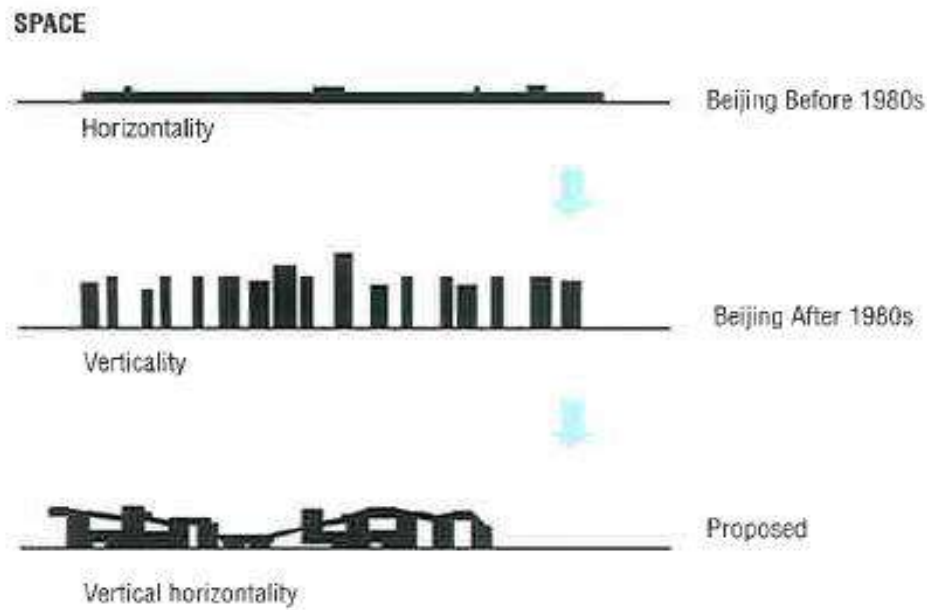 SPACE
Beijing Before 1980s
Horizontality
Beijing After 1980s
Verticality
Proposed
Vertical horizontality